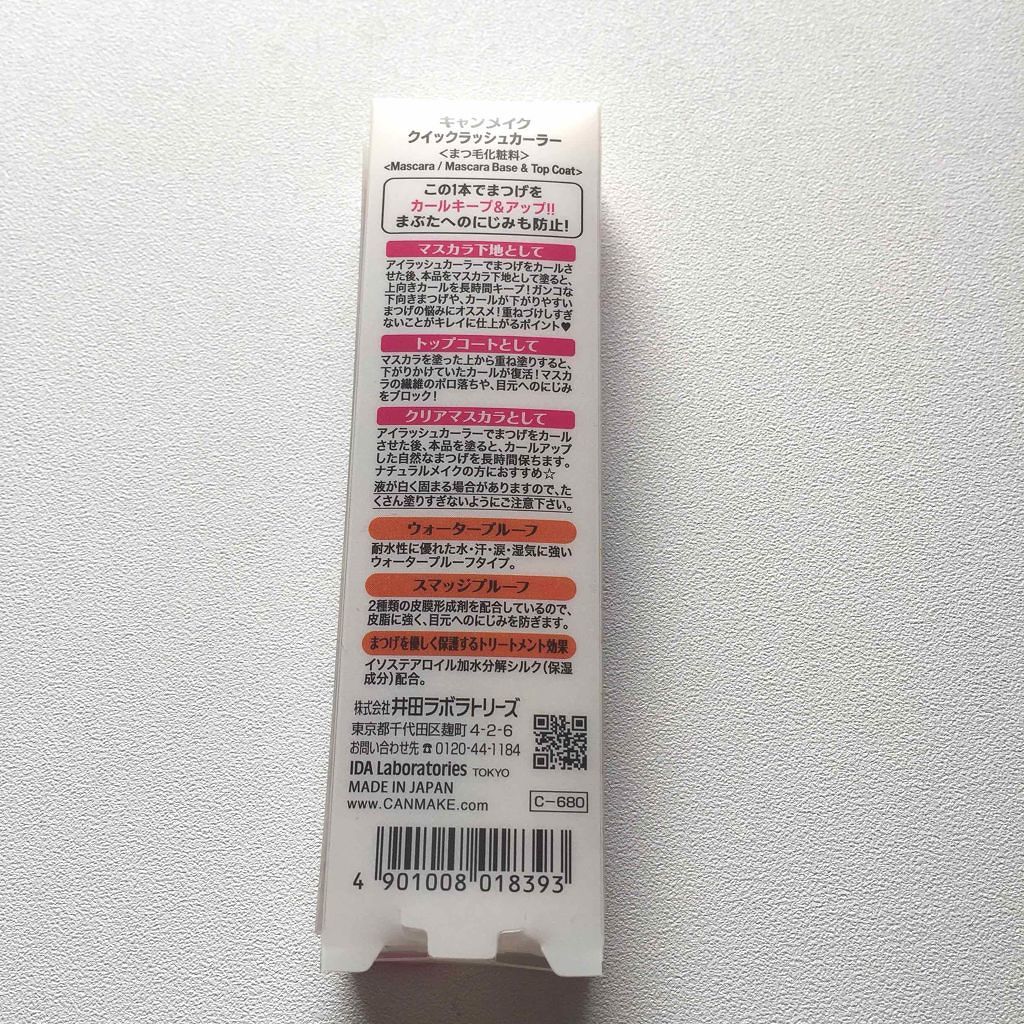 キャンメイク
クイックラッシュカーラー
<まつ毛化粧料>
<Mascara / Mascara Base & Top Coat>
この1本でまつげを
カールキープ&アップ!!
まぶたへのにじみも防止!
マスカラ下地として
アイラッシュカーラーでまつげをカールさ
せた後、本品をマスカラ下地として塗ると、
上向きカールを長時間キープ!ガンコな
下向きまつげや、カールが下がりやすい
まつげの悩みにオススメ!重ねづけしすぎ
ないことがキレイに仕上がるポイント♥
トップコートとして
マスカラを塗った上から重ね塗りすると、
下がりかけていたカールが復活!マスカ
ラの繊維のポロ落ちや、目元へのにじみ
をブロック!
クリアマスカラとして
アイラッシュカーラーでまつげをカール
させた後、本品を塗ると、カールアップ
した自然なまつげを長時間保ちます。
ナチュラルメイクの方におすすめ☆
液が白く固まる場合がありますので、た
くさん塗りすぎないようにご注意下さい。
ウォータープルーフ
耐水性に優れた水・汗・涙・湿気に強い
ウォータープルーフタイプ。
スマッジプルーフ
2種類の皮膜形成剤を配合しているので、
皮脂に強く、目元へのにじみを防ぎます。
まつげを優しく保護するトリートメント効果
イソステアロイル加水分解シルク(保湿
成分)配合。
株式会社 井田ラボラトリーズ
東京都千代田区麹町 4-2-6
お問い合わせ先 ☎ 0120-44-1184
IDA Laboratories TOKYO
MADE IN JAPAN
www.CANMAKE.com
C-680
4 901008 018393